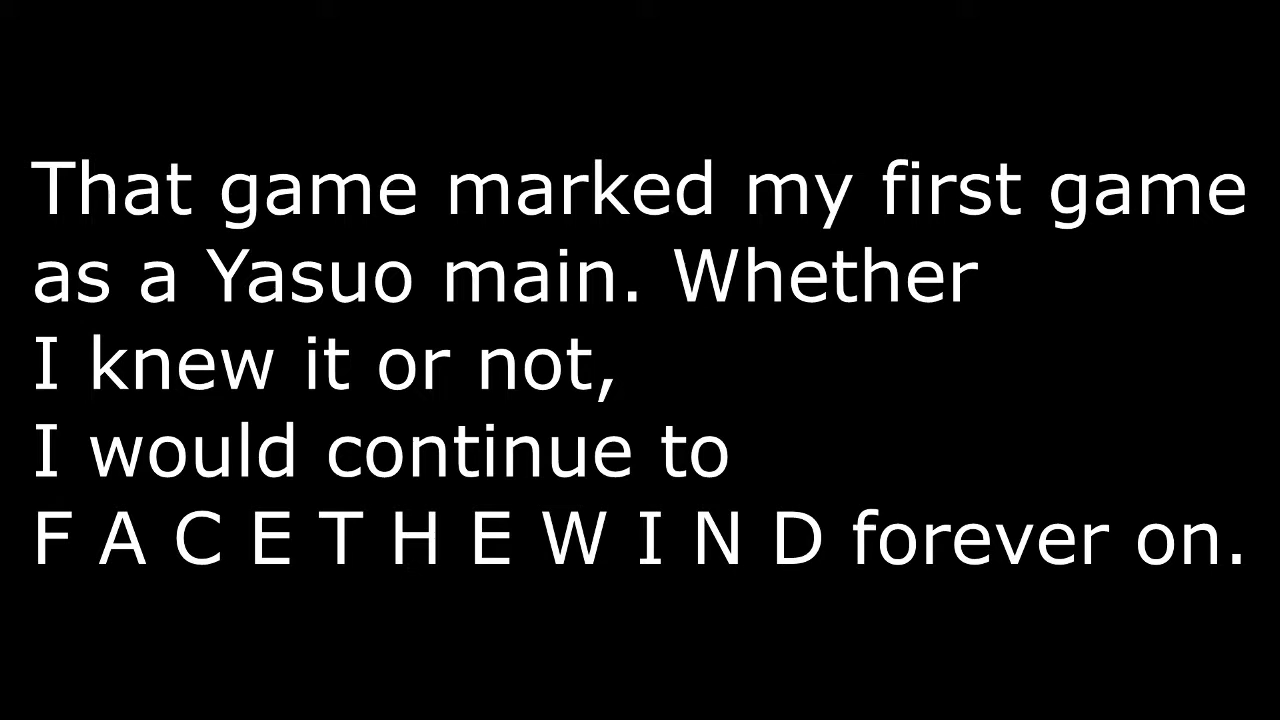 That game marked my first game
as a Yasuo main. Whether
I knew it or not,
I would continue to
F A C E T H E W I N D forever on.